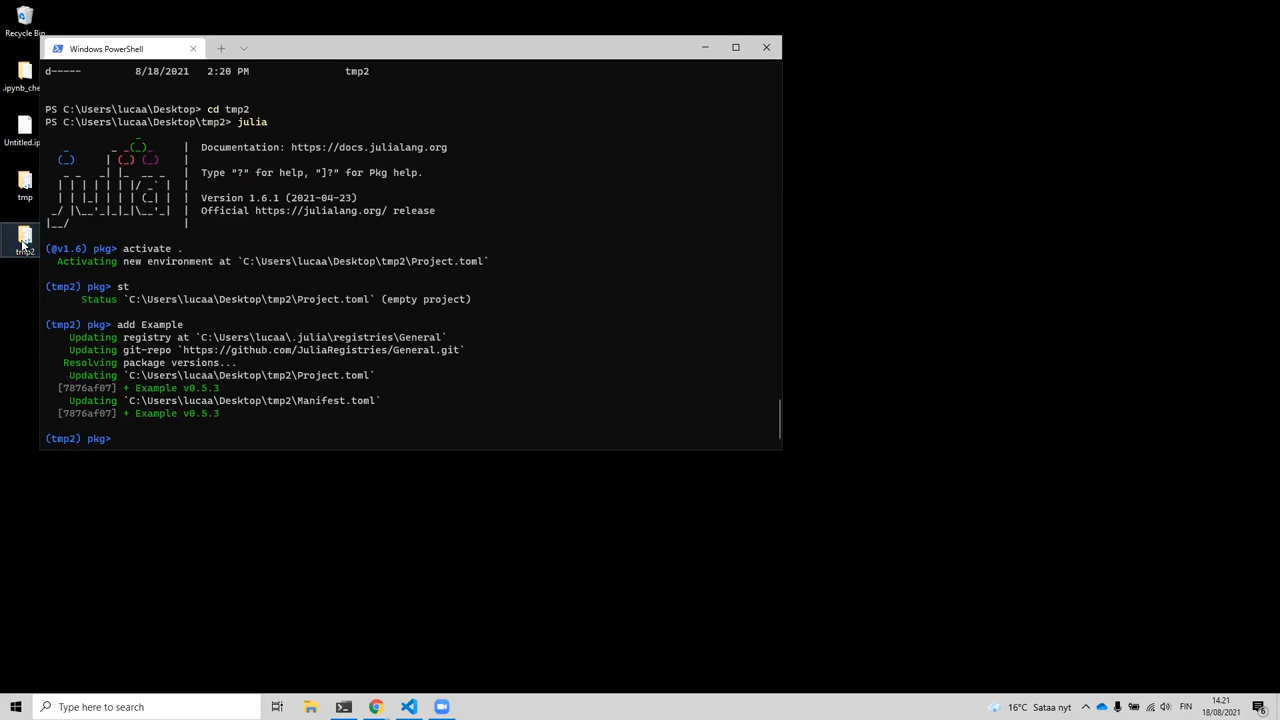 Recycle Bin
.ipynb_che
Untitled.ip
tmp
tmp2
Windows PowerShell
d----- 8/18/2021 2:20 PM tmp2
PS C:\Users\lucaa\Desktop> cd tmp2
PS C:\Users\lucaa\Desktop\tmp2> julia
| Documentation: https://docs.julialang.org
| Type "?" for help, "]?" for Pkg help.
| Version 1.6.1 (2021-04-23)
| Official https://julialang.org/ release
(@v1.6) pkg> activate .
Activating new environment at `C:\Users\lucaa\Desktop\tmp2\Project.toml`
(tmp2) pkg> st
Status `C:\Users\lucaa\Desktop\tmp2\Project.toml` (empty project)
(tmp2) pkg> add Example
Updating registry at `C:\Users\lucaa\.julia\registries\General`
Updating git-repo `https://github.com/JuliaRegistries/General.git`
Resolving package versions...
Updating `C:\Users\lucaa\Desktop\tmp2\Project.toml`
[7876af07] + Example v0.5.3
Updating `C:\Users\lucaa\Desktop\tmp2\Manifest.toml`
[7876af07] + Example v0.5.3
(tmp2) pkg>
Type here to search
16°C Sataa nyt
FIN
14.21
18/08/2021